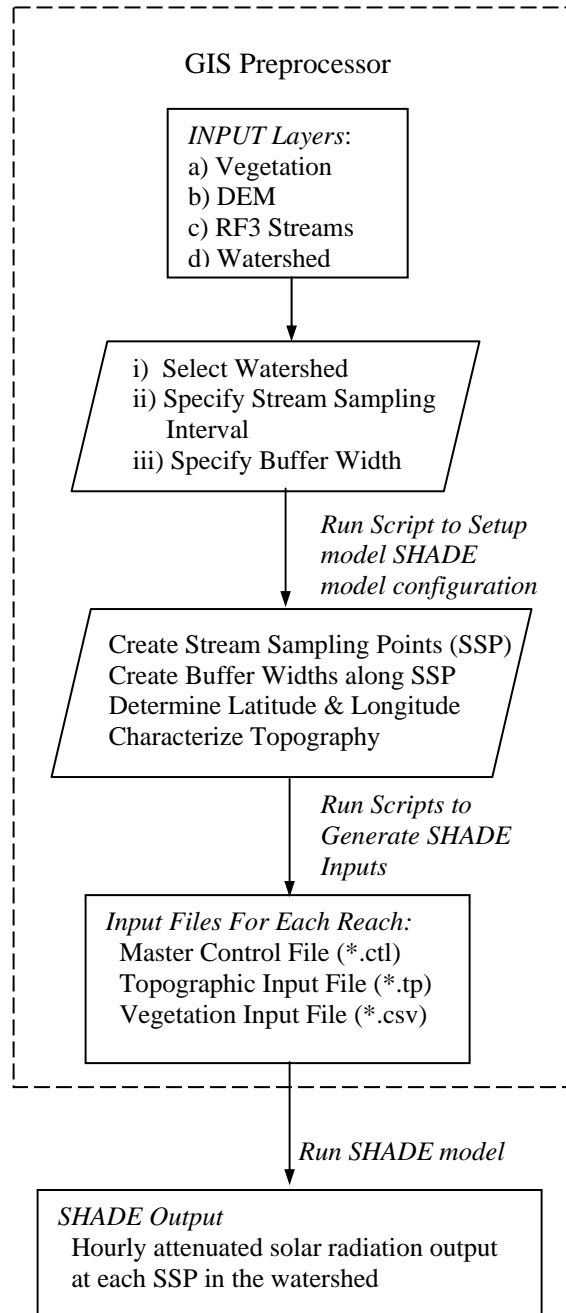 GIS Preprocessor
INPUT Layers:
a) Vegetation
b) DEM
c) RF3 Streams
d) Watershed
i) Select Watershed
ii) Specify Stream Sampling
Interval
iii) Specify Buffer Width
Run Script to Setup
model SHADE
model configuration
Create Stream Sampling Points (SSP)
Create Buffer Widths along SSP
Determine Latitude & Longitude
Characterize Topography
Run Scripts to
Generate SHADE
Inputs
Input Files For Each Reach:
Master Control File (*.ctl)
Topographic Input File (*.tp)
Vegetation Input File (*.csv)
Run SHADE model
SHADE Output
Hourly attenuated solar radiation output
at each SSP in the watershed